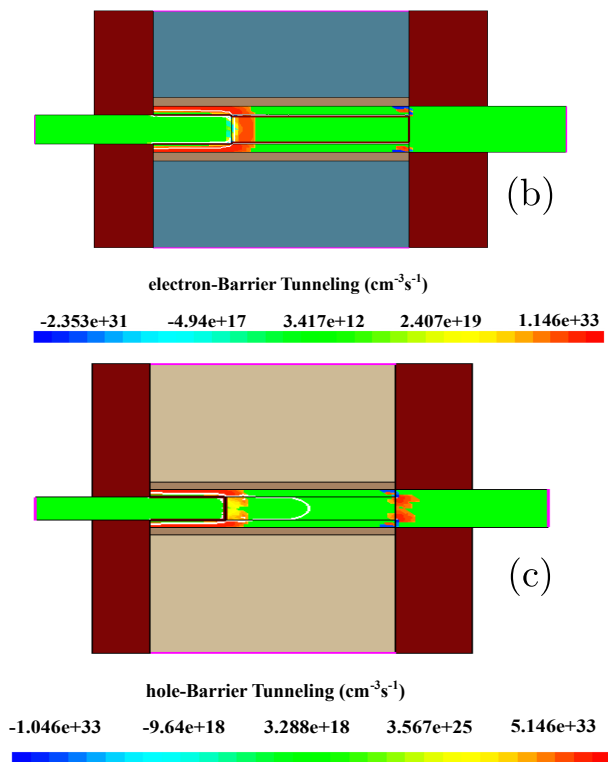 (b)
electron-Barrier Tunneling (cm⁻³s⁻¹)
-2.353e+31 -4.94e+17 3.417e+12 2.407e+19 1.146e+33
(c)
hole-Barrier Tunneling (cm⁻³s⁻¹)
-1.046e+33 -9.64e+18 3.288e+18 3.567e+25 5.146e+33